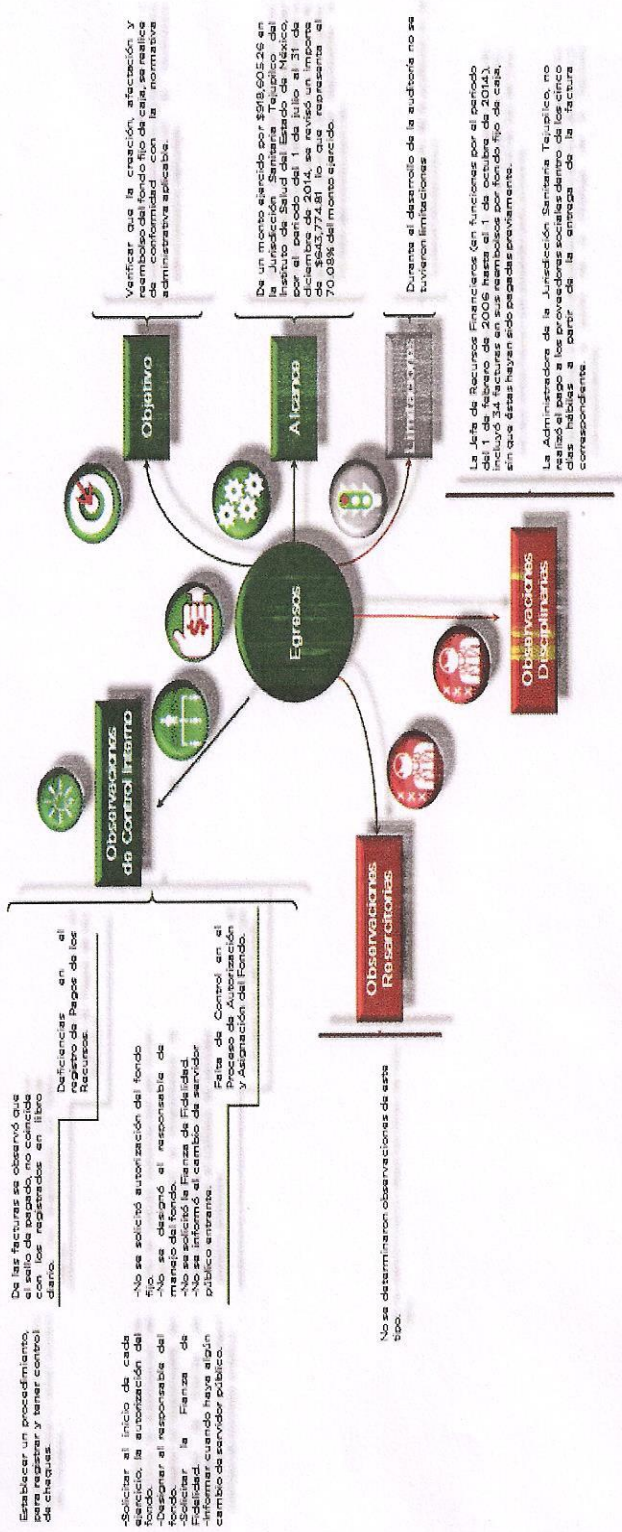 Establecer un procedimiento,
para registrar y tener control
de cheques.
De las facturas se observó que
el sello de pagado, no coincide
con los registrados en libro
diario.
Deficiencias en el
registro de Pagos de los
Recursos.
-Solicitar al inicio de cada
ejercicio, la autorización del
fondo.
-Designar al responsable del
fondo.
-Solicitar la Fianza de
Fidelidad.
-Informar cuando haya algún
cambio de servidor público.
-No se solicitó autorización del fondo
fijo.
-No se designó el responsable de
manejo del fondo.
-No se solicitó la Fianza de Fidelidad.
-No se informó el cambio de servidor
público entrante.
Falta de Control en el
Proceso de Autorización
y Asignación del Fondo.
Observaciones
de Control Interno
No se determinaron observaciones de este
tipo.
Observaciones
Resarcitorias
Egresos
Objetivo
Verificar que la creación, afectación y
reembolso del fondo fijo de caja, se realice
de conformidad con la normativa
administrativa aplicable.
Alcance
De un monto ejercido por $918,605.26 en
la Jurisdicción Sanitaria Tejupilco del
Instituto de Salud del Estado de México,
por el periodo del 1 de julio al 31 de
diciembre de 2014, se revisó un importe
de $643,774.81 lo que representa el
70.08% del monto ejercido.
Limitaciones
Durante el desarrollo de la auditoría no se
tuvieron limitaciones
Observaciones
Disciplinarias
La Jefa de Recursos Financieros (en funciones por el periodo
del 1 de febrero de 2006 hasta el 1 de octubre de 2014),
incluyó 34 facturas en sus reembolsos por fondo fijo de caja,
sin que éstas hayan sido pagadas previamente.
La Administradora de la Jurisdicción Sanitaria Tejupilco, no
realizó el pago a los proveedores sociales dentro de los cinco
días hábiles a partir de la entrega de la factura
correspondiente.